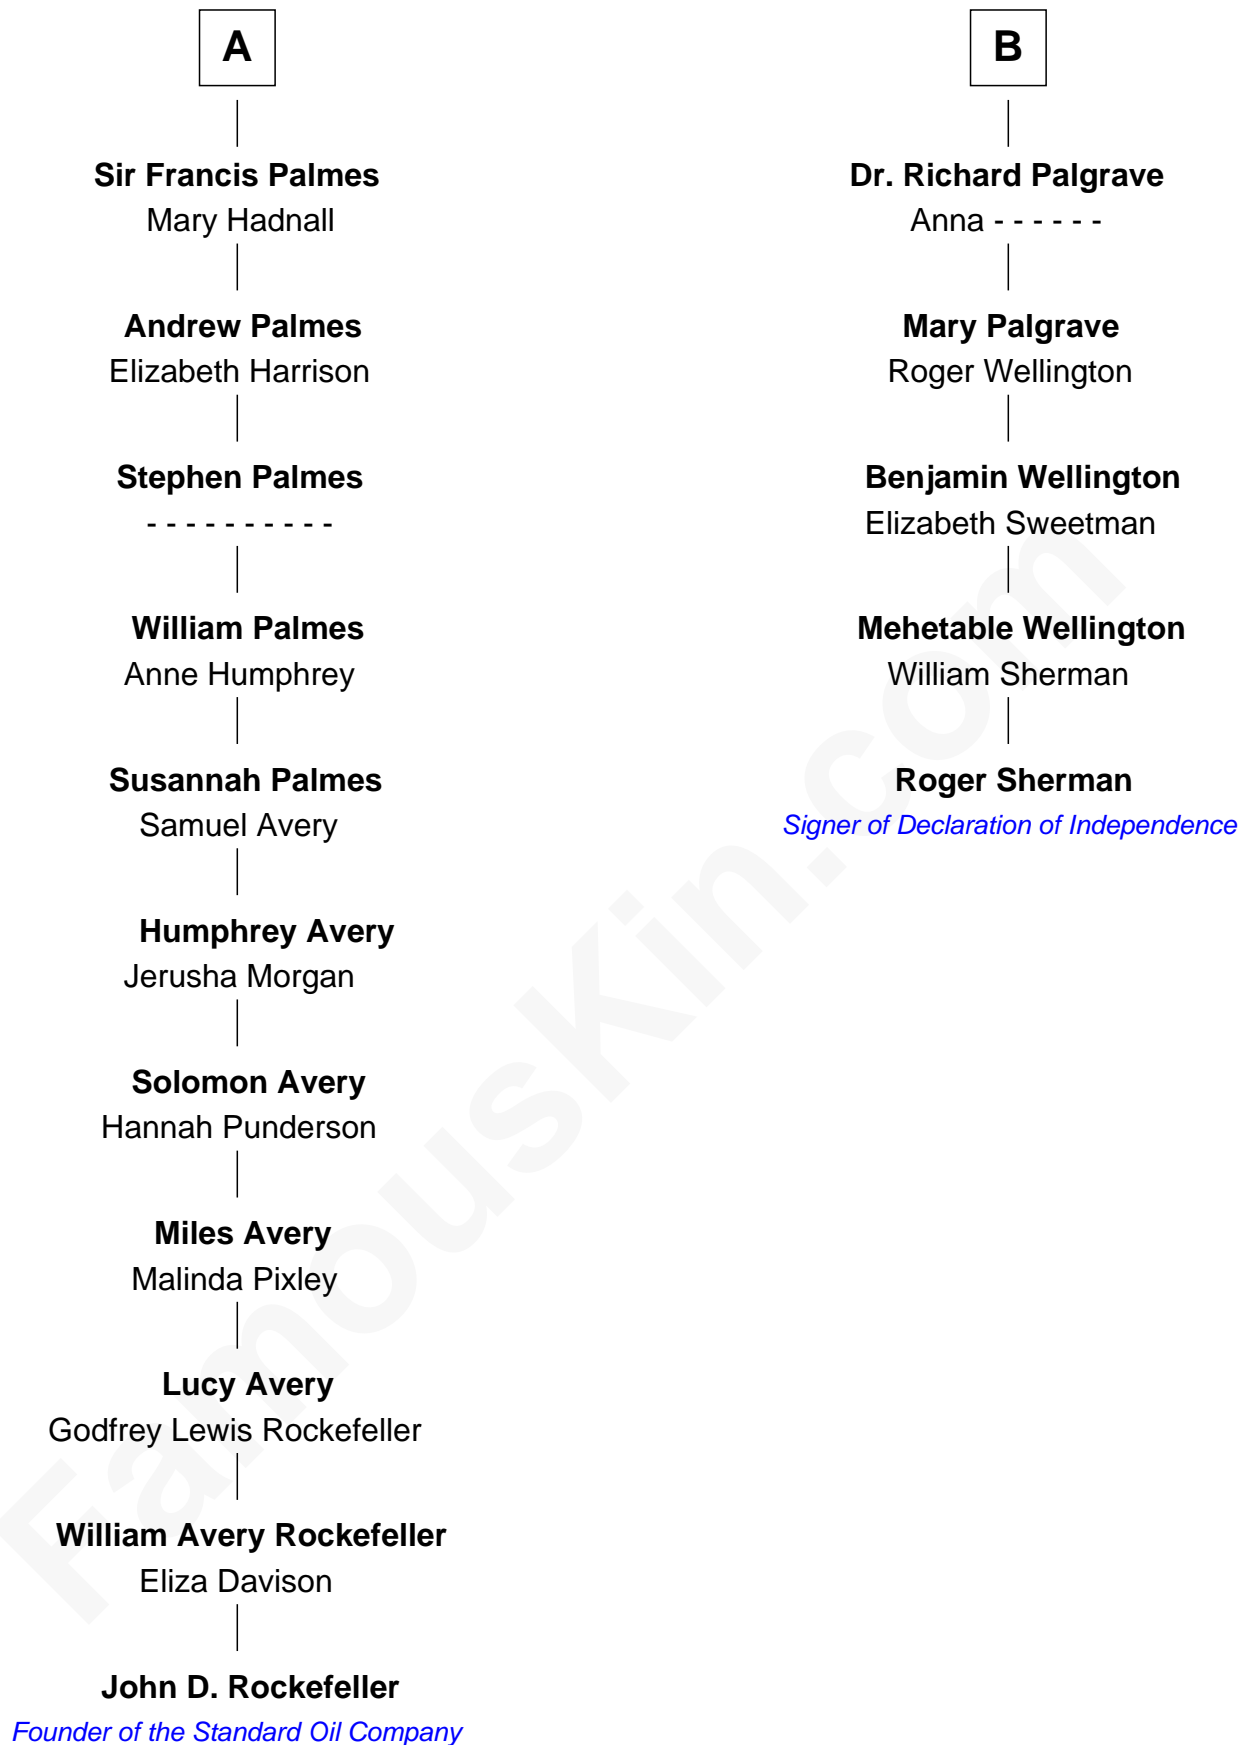 A
Sir Francis Palmes
Mary Hadnall
Andrew Palmes
Elizabeth Harrison
Stephen Palmes
- - - - - - - - - -
William Palmes
Anne Humphrey
Susannah Palmes
Samuel Avery
Humphrey Avery
Jerusha Morgan
Solomon Avery
Hannah Punderson
Miles Avery
Malinda Pixley
Lucy Avery
Godfrey Lewis Rockefeller
William Avery Rockefeller
Eliza Davison
John D. Rockefeller
Founder of the Standard Oil Company
B
Dr. Richard Palgrave
Anna - - - - - -
Mary Palgrave
Roger Wellington
Benjamin Wellington
Elizabeth Sweetman
Mehetable Wellington
William Sherman
Roger Sherman
Signer of Declaration of Independence
FamousKin.com